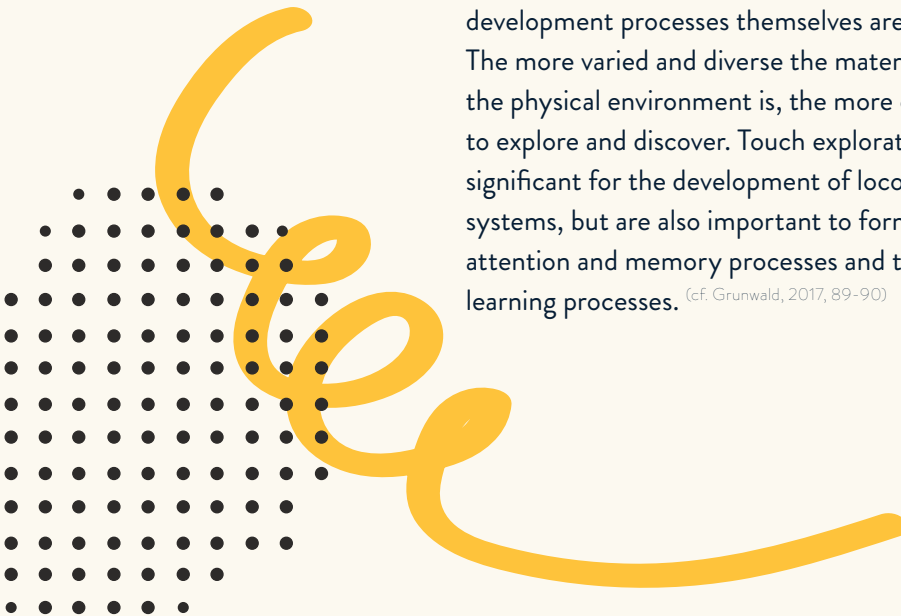 development processes themselves are
The more varied and diverse the mater
the physical environment is, the more
to explore and discover. Touch explorat
significant for the development of loco
systems, but are also important to for
attention and memory processes and t
learning processes. (cf. Grunwald, 2017, 89-90)